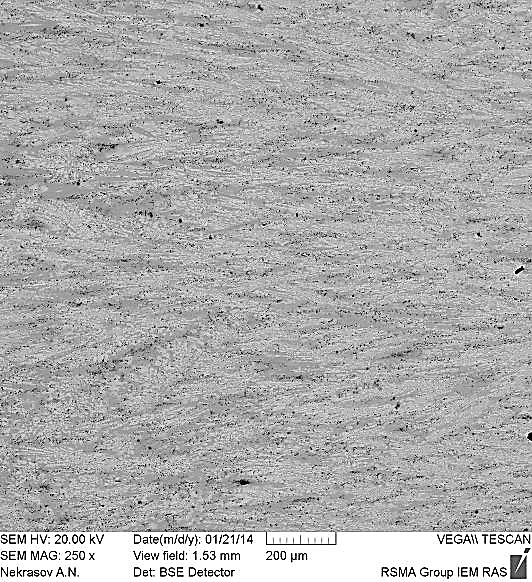 SEM HV: 20.00 kV Date(m/d/y): 01/21/14 VEGA\\ TESCAN
SEM MAG: 250 x View field: 1.53 mm 200 µm
Nekrasov A.N. Det: BSE Detector RSMA Group IEM RAS